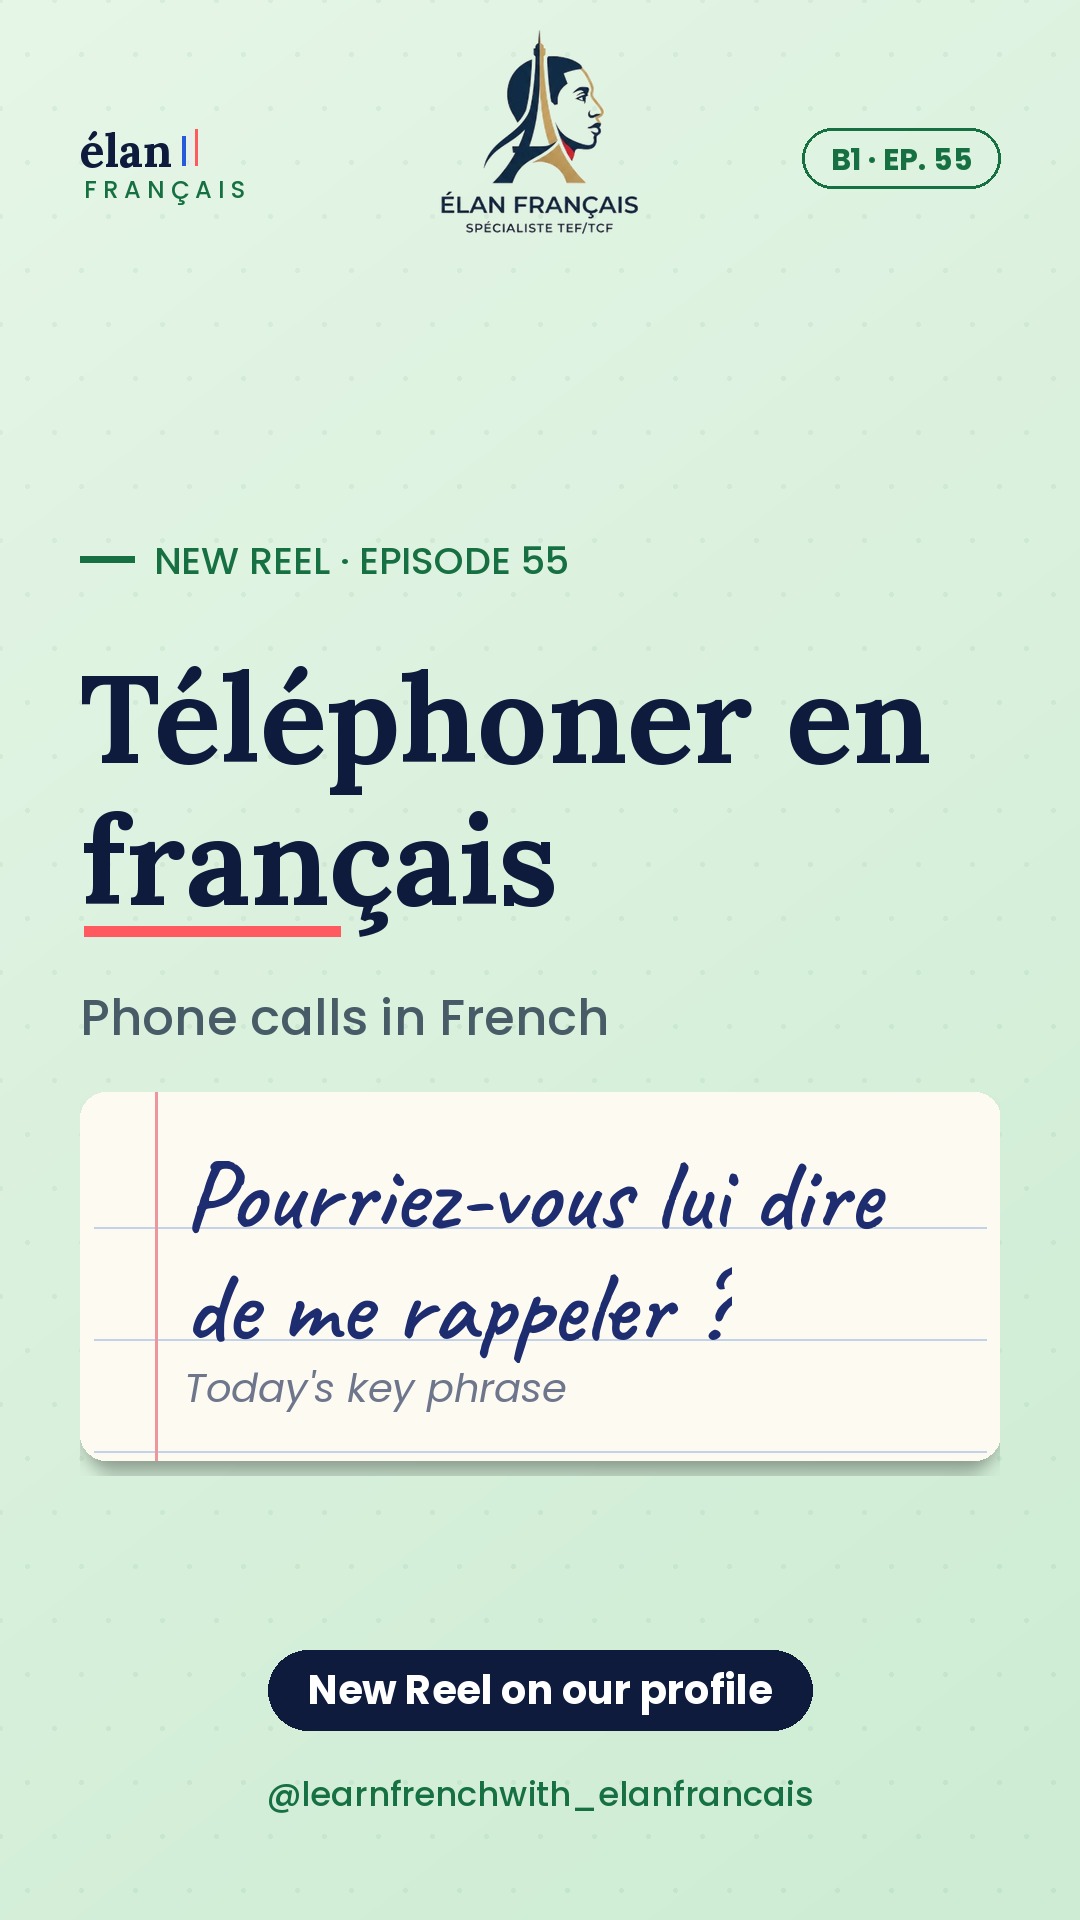 élan
FRANÇAIS
ÉLAN FRANÇAIS
SPÉCIALISTE TEF/TCF
B1 · EP. 55
NEW REEL · EPISODE 55
Téléphoner en
français
Phone calls in French
Pourriez-vous lui dire
de me rappeler ?
Today's key phrase
New Reel on our profile
@learnfrenchwith_elanfrancais